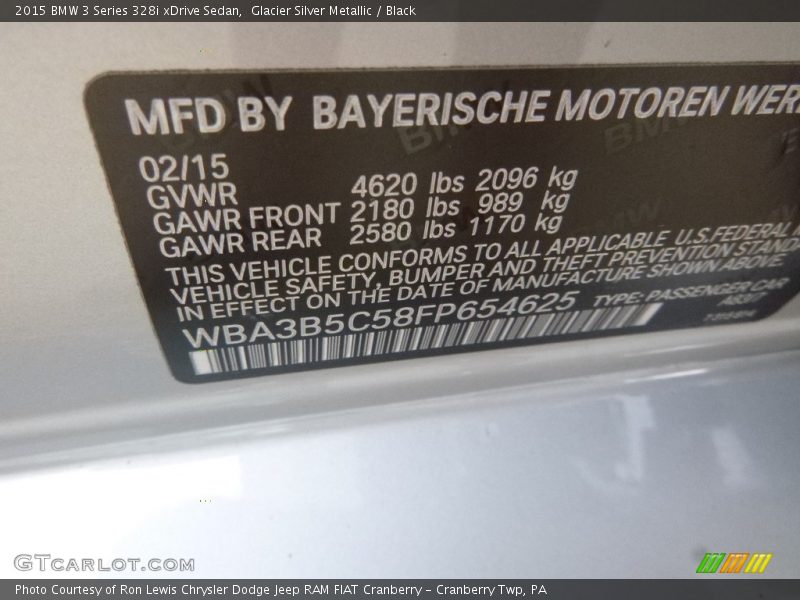 2015 BMW 3 Series 328i xDrive Sedan,  Glacier Silver Metallic / Black
MFD BY BAYERISCHE MOTOREN WER
02/15
GVWR 4620 lbs 2096 kg
GAWR FRONT 2180 lbs 989 kg
GAWR REAR 2580 lbs 1170 kg
THIS VEHICLE CONFORMS TO ALL APPLICABLE U.S.FEDERAL
VEHICLE SAFETY, BUMPER AND THEFT PREVENTION STAND
IN EFFECT ON THE DATE OF MANUFACTURE SHOWN ABOVE.
WBA3B5C58FP654625 TYPE: PASSENGER CAR
GTCARLOT.COM
Photo Courtesy of Ron Lewis Chrysler Dodge Jeep RAM FIAT Cranberry – Cranberry Twp, PA